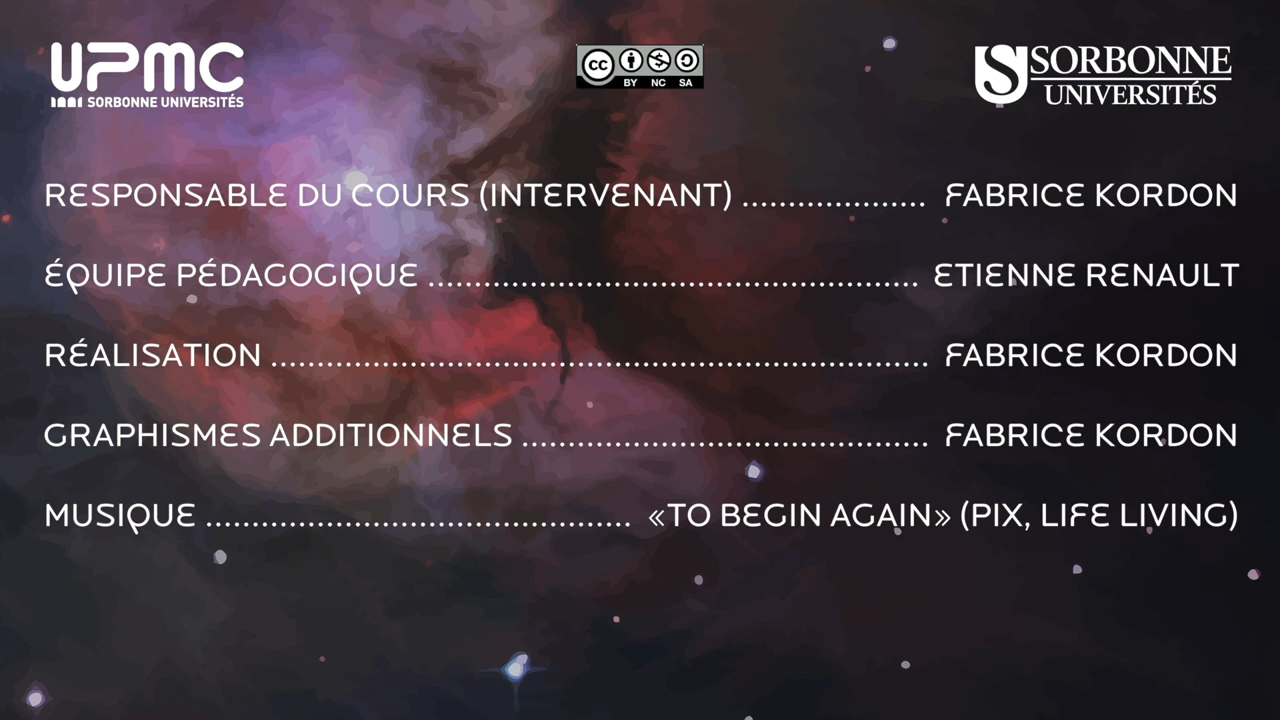 UPMC
SORBONNE UNIVERSITÉS
cc
BY NC SA
SORBONNE
UNIVERSITÉS
RESPONSABLE DU COURS (INTERVENANT) .................... FABRICE KORDON
ÉQUIPE PÉDAGOGIQUE ..................................................... ETIENNE RENAULT
RÉALISATION ....................................................................... FABRICE KORDON
GRAPHISMES ADDITIONNELS ............................................ FABRICE KORDON
MUSIQUE .............................................. «TO BEGIN AGAIN» (PIX, LIFE LIVING)